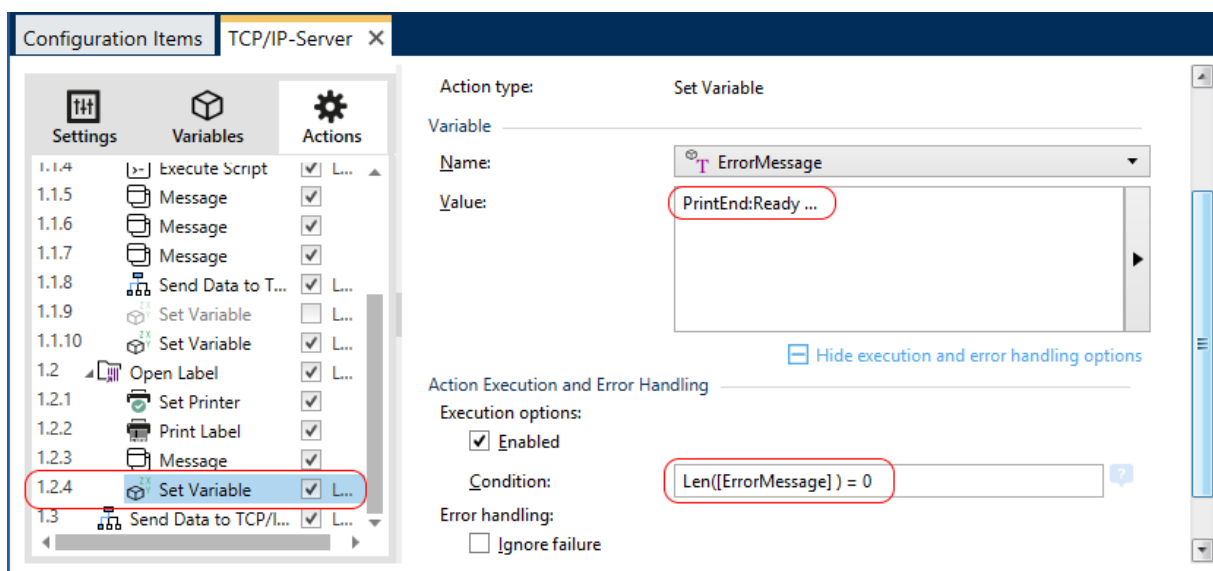 Configuration Items
TCP/IP-Server
Settings
Variables
Actions
1.1.4 Execute Script L...
1.1.5 Message
1.1.6 Message
1.1.7 Message
1.1.8 Send Data to T... L...
1.1.9 Set Variable L...
1.1.10 Set Variable L...
1.2 Open Label L...
1.2.1 Set Printer
1.2.2 Print Label
1.2.3 Message
1.2.4 Set Variable L...
1.3 Send Data to TCP/I... L...
Action type: Set Variable
Variable
Name: T ErrorMessage
Value: PrintEnd:Ready ...
Hide execution and error handling options
Action Execution and Error Handling
Execution options:
Enabled
Condition: Len([ErrorMessage] ) = 0
?
Error handling:
Ignore failure